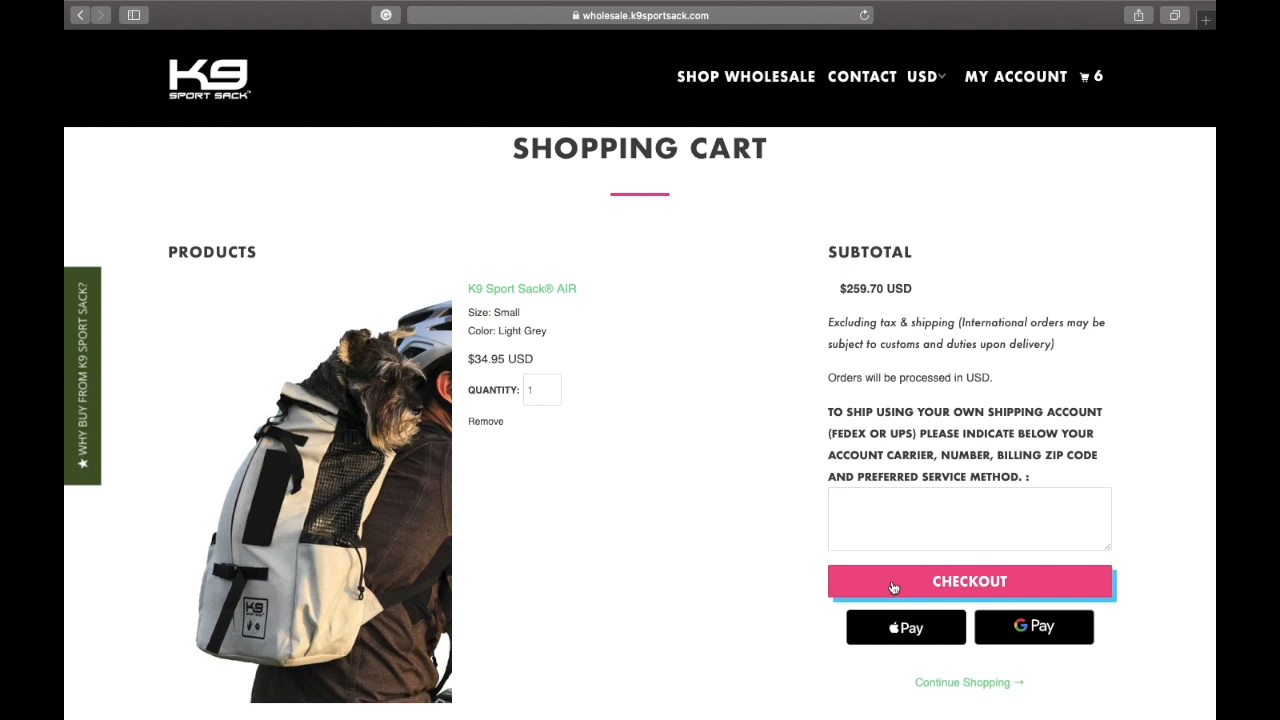 wholesale.k9sportsack.com
K9
SPORT SACK™
SHOP WHOLESALE CONTACT USD MY ACCOUNT 6
SHOPPING CART
PRODUCTS
SUBTOTAL
★ WHY BUY FROM K9 SPORT SACK?
K9 Sport Sack® AIR
Size: Small
Color: Light Grey
$34.95 USD
QUANTITY: 1
Remove
K9
$259.70 USD
Excluding tax & shipping (International orders may be
subject to customs and duties upon delivery)
Orders will be processed in USD.
TO SHIP USING YOUR OWN SHIPPING ACCOUNT
(FEDEX OR UPS) PLEASE INDICATE BELOW YOUR
ACCOUNT CARRIER, NUMBER, BILLING ZIP CODE
AND PREFERRED SERVICE METHOD. :
CHECKOUT
Pay
G Pay
Continue Shopping →